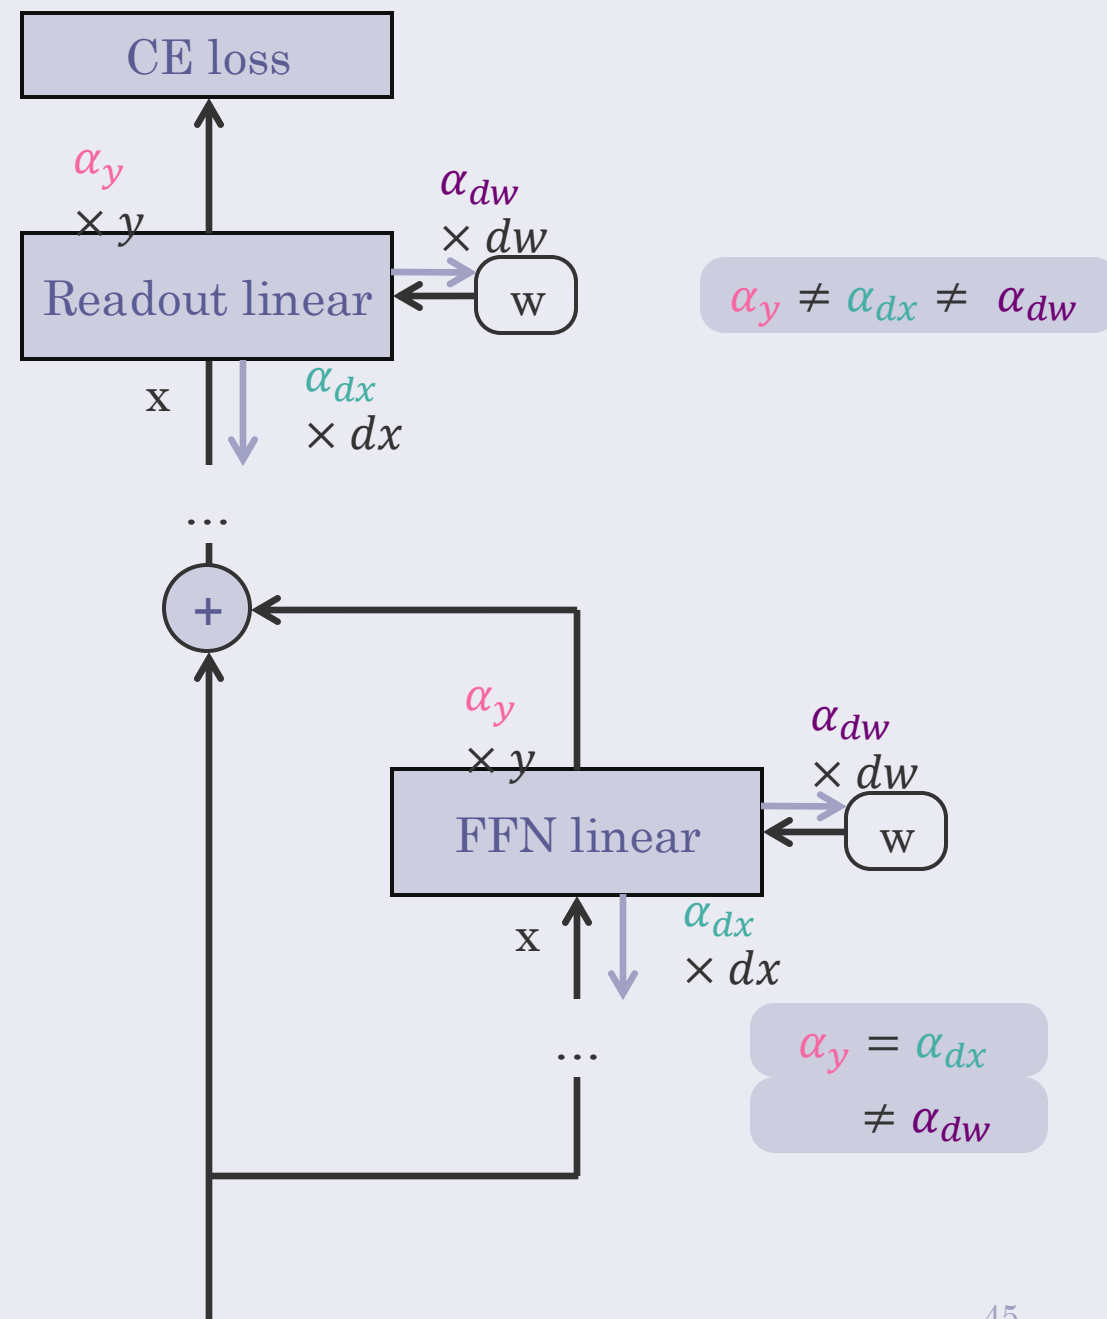 CE loss
α_y
× y
α_dw
× dw
Readout linear
w
α_y ≠ α_dx ≠ α_dw
x
α_dx
× dx
...
+
α_y
× y
α_dw
× dw
FFN linear
w
x
α_dx
× dx
...
α_y = α_dx
≠ α_dw
45